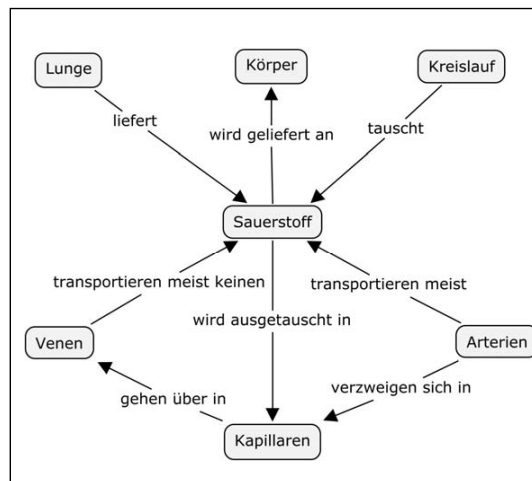 Lunge
Körper
Kreislauf
liefert
wird geliefert an
tauscht
Sauerstoff
transportieren meist keinen
transportieren meist
wird ausgetauscht in
Venen
Arterien
gehen über in
verzweigen sich in
Kapillaren